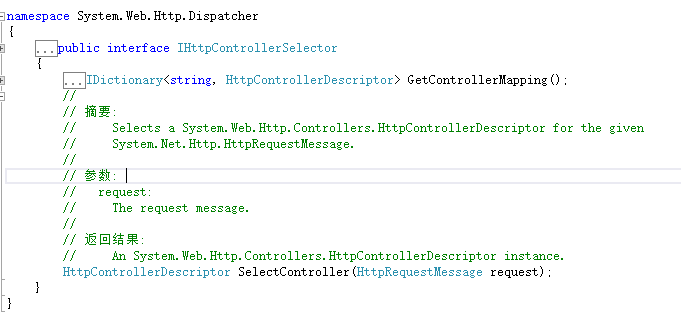 namespace System.Web.Http.Dispatcher
{
...public interface IHttpControllerSelector
{
...IDictionary<string, HttpControllerDescriptor> GetControllerMapping();
//
// 摘要:
//     Selects a System.Web.Http.Controllers.HttpControllerDescriptor for the given
//     System.Net.Http.HttpRequestMessage.
//
// 参数:
//   request:
//     The request message.
//
// 返回结果:
//     An System.Web.Http.Controllers.HttpControllerDescriptor instance.
HttpControllerDescriptor SelectController(HttpRequestMessage request);
}
}